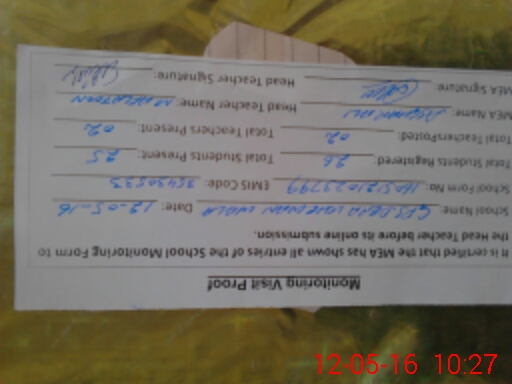 Monitoring Visit Proof
It is certified that the MEA has shown all entries of the School Monitoring Form to
the Head Teacher before its online submission.
School Name: Date: 12-05-16
School Form No: EMIS Code: 35430533
Total Students Registered: 26 Total Students Present: 25
Total TeachersPosted: 02 Total Teachers Present: 02
MEA Name: Head Teacher Name:
MEA Signature: Head Teacher Signature:
12-05-16 10:27